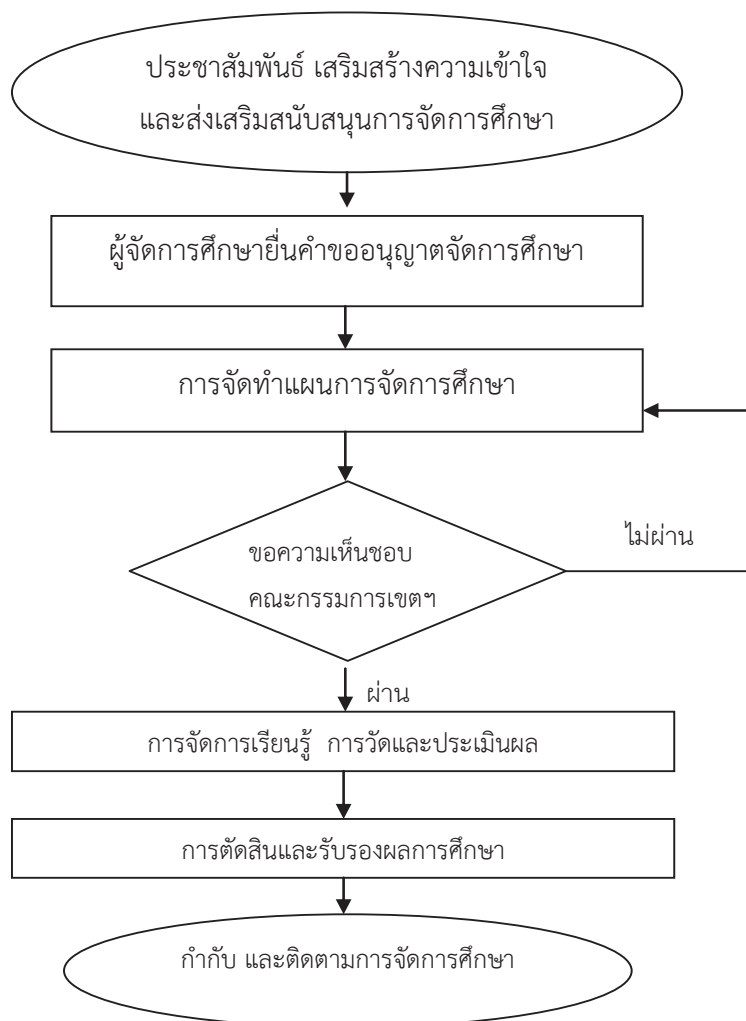 ประชาสัมพันธ์ เสริมสร้างความเข้าใจ
และส่งเสริมสนับสนุนการจัดการศึกษา
ผู้จัดการศึกษายื่นคำขออนุญาตจัดการศึกษา
การจัดทำแผนการจัดการศึกษา
ไม่ผ่าน
ขอความเห็นชอบ
คณะกรรมการเขตฯ
ผ่าน
การจัดการเรียนรู้ การวัดและประเมินผล
การตัดสินและรับรองผลการศึกษา
กำกับ และติดตามการจัดการศึกษา